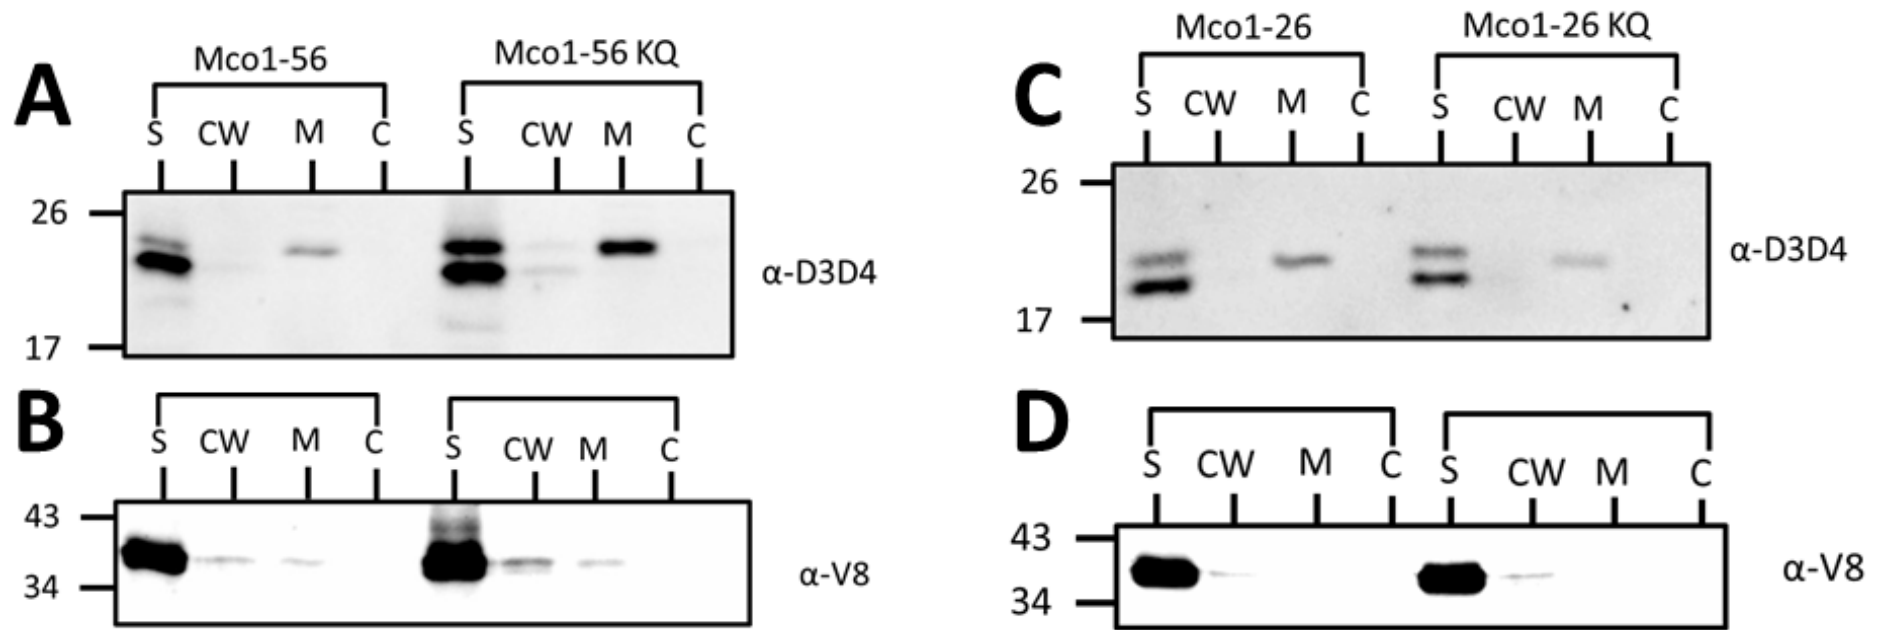 A
Mco1-56
Mco1-56 KQ
S CW M C S CW M C
26
17
α-D3D4
B
S CW M C S CW M C
43
34
α-V8
C
Mco1-26
Mco1-26 KQ
S CW M C S CW M C
26
17
α-D3D4
D
S CW M C S CW M C
43
34
α-V8